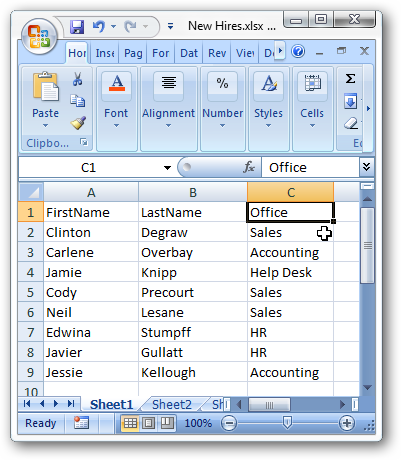 New Hires.xlsx ...
Hor Inse Pag For Dat Rev Viev De
Paste Font Alignment Number Styles Cells
Clipbo...
C1 fx Office
A B C
1 FirstName LastName Office
2 Clinton Degraw Sales
3 Carlene Overbay Accounting
4 Jamie Knipp Help Desk
5 Cody Precourt Sales
6 Neil Lesane Sales
7 Edwina Stumpff HR
8 Javier Gullatt HR
9 Jessie Kellough Accounting
10
Sheet1 Sheet2 Sh
Ready 100%